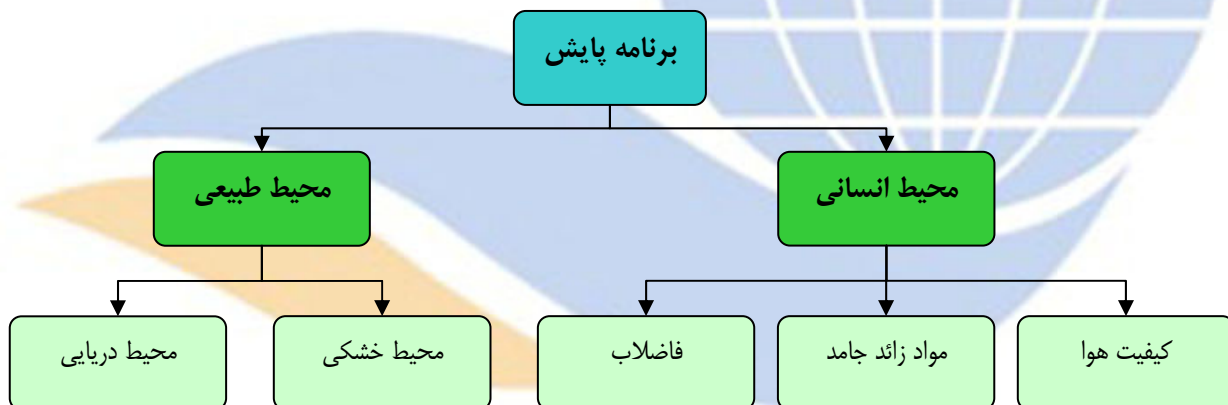 برنامه پایش
محیط انسانی
محیط طبیعی
کیفیت هوا
مواد زائد جامد
فاضلاب
محیط خشکی
محیط دریایی